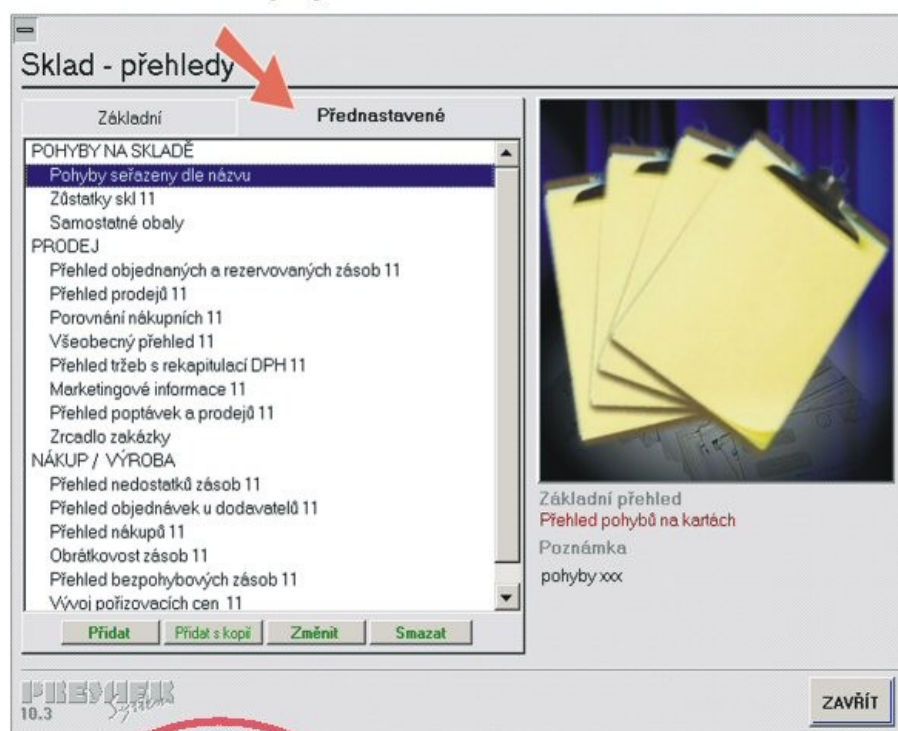 Sklad - přehledy
Základní
Přednastavené
POHYBY NA SKLADĚ
Pohyby seřazeny dle názvu
Zůstatky skl 11
Samostatné obaly
PRODEJ
Přehled objednaných a rezervovaných zásob 11
Přehled prodejů 11
Porovnání nákupních 11
Všeobecný přehled 11
Přehled tržeb s rekapitulací DPH 11
Marketingové informace 11
Přehled poptávek a prodejů 11
Zrcadlo zakázky
NÁKUP / VÝROBA
Přehled nedostatků zásob 11
Přehled objednávek u dodavatelů 11
Přehled nákupů 11
Obrátkovost zásob 11
Přehled bezpohybových zásob 11
Vývoj pořizovacích cen 11
Přidat
Přidat s kopií
Změnit
Smazat
Základní přehled
Přehled pohybů na kartách
Poznámka
pohyby xxx
PREMIER
System
10.3
ZAVŘÍT